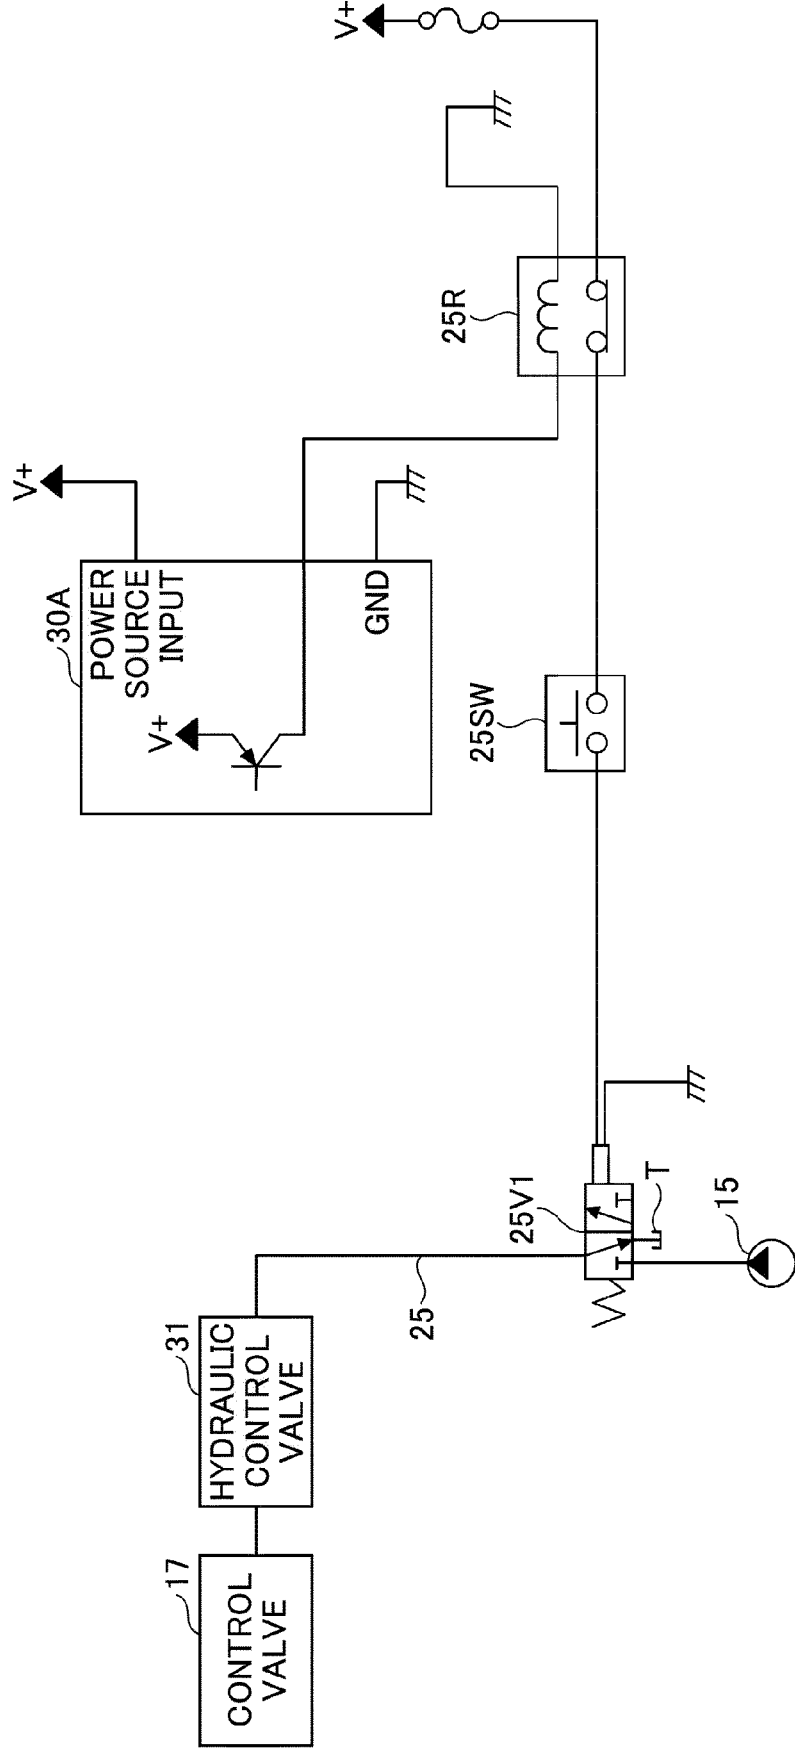 17
CONTROL
VALVE
31
HYDRAULIC
CONTROL
VALVE
25
30A
POWER
SOURCE
INPUT
V+
GND
V+
V+
25V1
T
15
25SW
25R